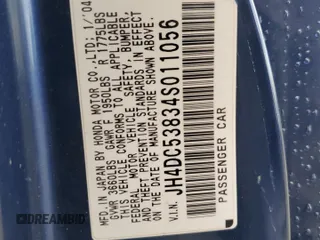 MFD. IN JAPAN BY HONDA MOTOR CO.,LTD. 1/'04
GVWR 3660LBS GAWR F 1950LBS R 1775LBS
THIS VEHICLE CONFORMS TO ALL APPLICABLE
FEDERAL MOTOR VEHICLE SAFETY, BUMPER,
AND THEFT PREVENTION STANDARDS IN EFFECT
ON THE DATE OF MANUFACTURE SHOWN ABOVE.
V.I.N. JH4DC53834S011056
PASSENGER CAR
DREAMBID